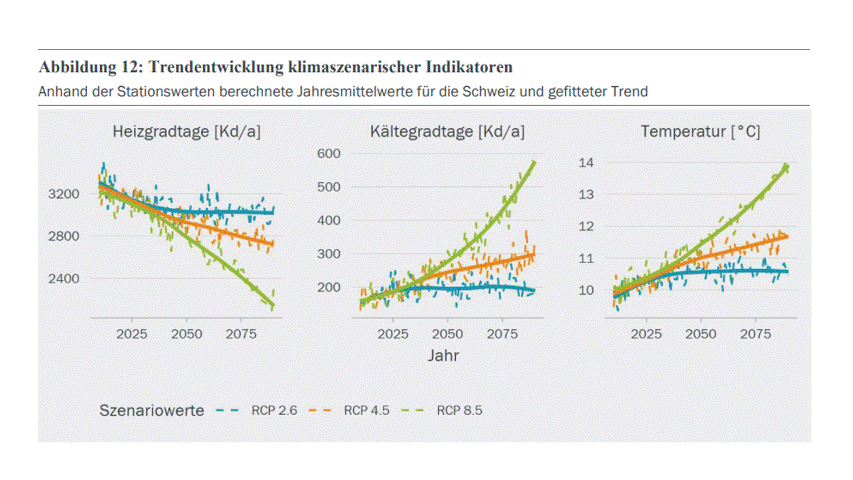 Abbildung 12: Trendentwicklung klimaszenarischer Indikatoren
Anhand der Stationswerten berechnete Jahresmittelwerte für die Schweiz und gefitteter Trend
Heizgradtage [Kd/a]
3200
2800
2400
2025 2050 2075
Kältegradtage [Kd/a]
600
500
400
300
200
2025 2050 2075
Jahr
Temperatur [°C]
14
13
12
11
10
2025 2050 2075
Szenariowerte RCP 2.6 RCP 4.5 RCP 8.5